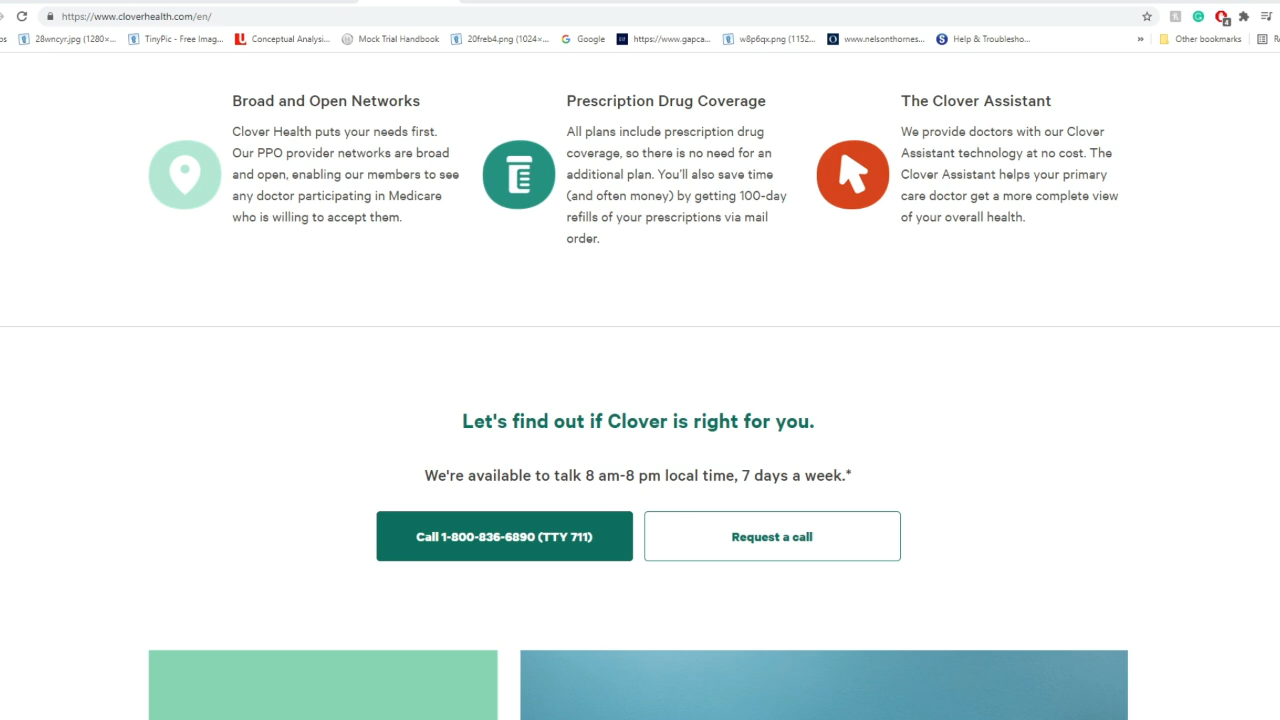 https://www.cloverhealth.com/en/
28wncyr.jpg (1280×...
TinyPic - Free Imag...
Conceptual Analysi...
Mock Trial Handbook
20freb4.png (1024×...
Google
https://www.gapca...
w8p6qx.png (1152...
www.nelsonthornes...
Help & Troublesho...
»
Other bookmarks
Broad and Open Networks
Clover Health puts your needs first.
Our PPO provider networks are broad
and open, enabling our members to see
any doctor participating in Medicare
who is willing to accept them.
Prescription Drug Coverage
All plans include prescription drug
coverage, so there is no need for an
additional plan. You'll also save time
(and often money) by getting 100-day
refills of your prescriptions via mail
order.
The Clover Assistant
We provide doctors with our Clover
Assistant technology at no cost. The
Clover Assistant helps your primary
care doctor get a more complete view
of your overall health.
Let's find out if Clover is right for you.
We're available to talk 8 am-8 pm local time, 7 days a week.*
Call 1-800-836-6890 (TTY 711)
Request a call